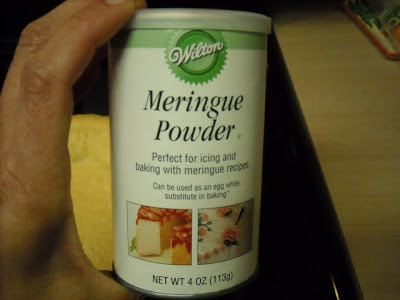 Wilton
Meringue
Powder
Perfect for icing and
baking with meringue recipes
Can be used as an egg white
substitute in baking*
NET WT 4 OZ (113g)